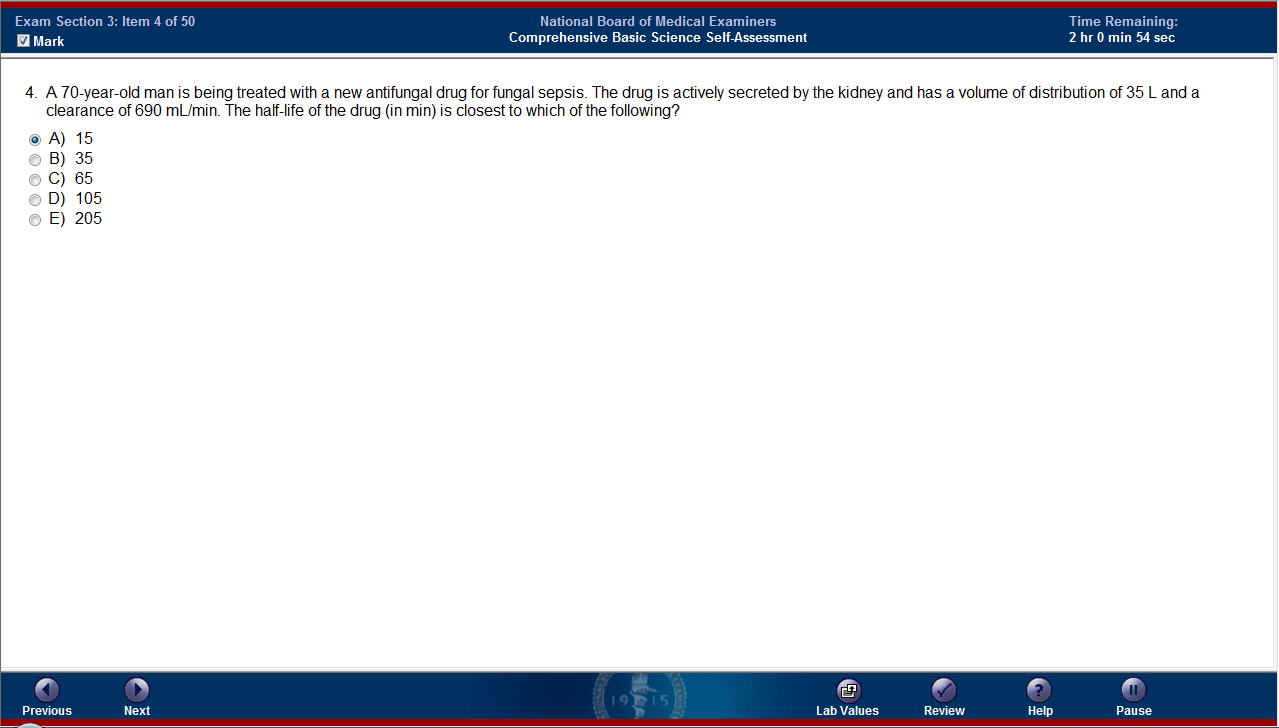 Exam Section 3: Item 4 of 50
National Board of Medical Examiners
Time Remaining:
Mark
Comprehensive Basic Science Self-Assessment
2 hr 0 min 54 sec
4. A 70-year-old man is being treated with a new antifungal drug for fungal sepsis. The drug is actively secreted by the kidney and has a volume of distribution of 35 L and a
clearance of 690 mL/min. The half-life of the drug (in min) is closest to which of the following?
A) 15
B) 35
C) 65
D) 105
E) 205
1915
Previous
Next
Lab Values
Review
Help
Pause